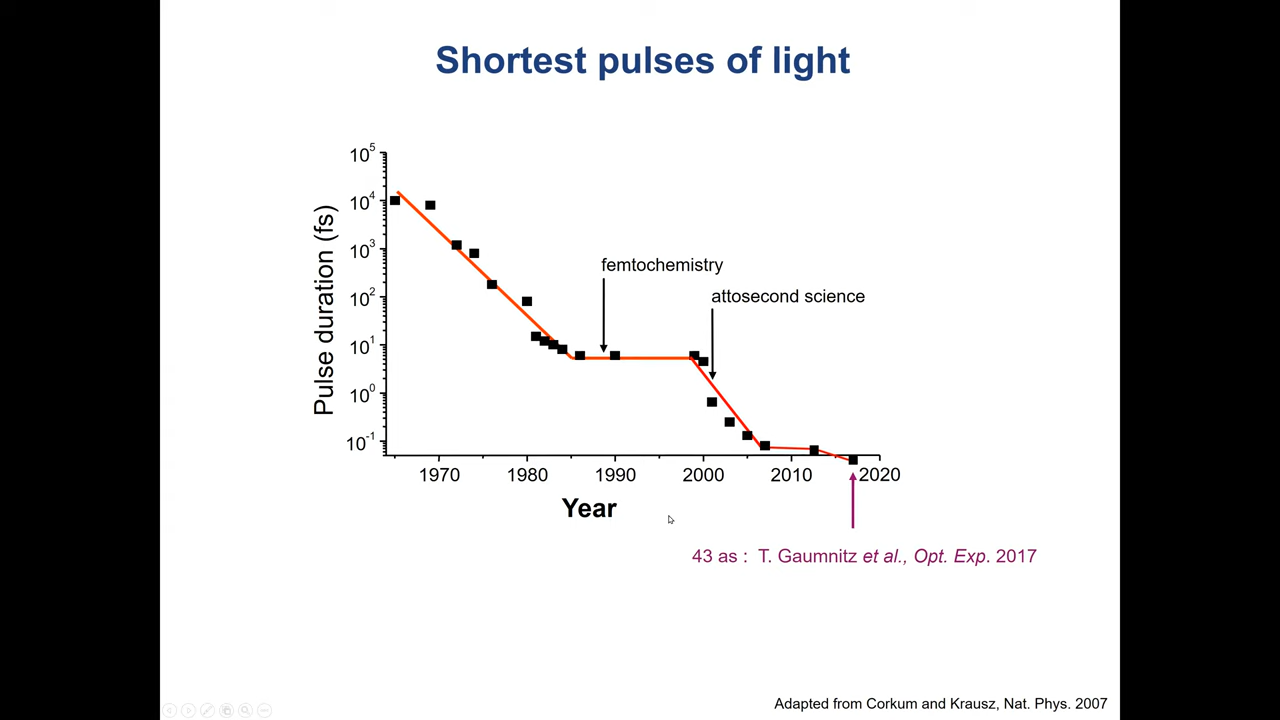 Shortest pulses of light
10^5
10^4
10^3
10^2
10^1
10^0
10^-1
Pulse duration (fs)
femtochemistry
attosecond science
1970 1980 1990 2000 2010 2020
Year
43 as : T. Gaumnitz et al., Opt. Exp. 2017
Adapted from Corkum and Krausz, Nat. Phys. 2007